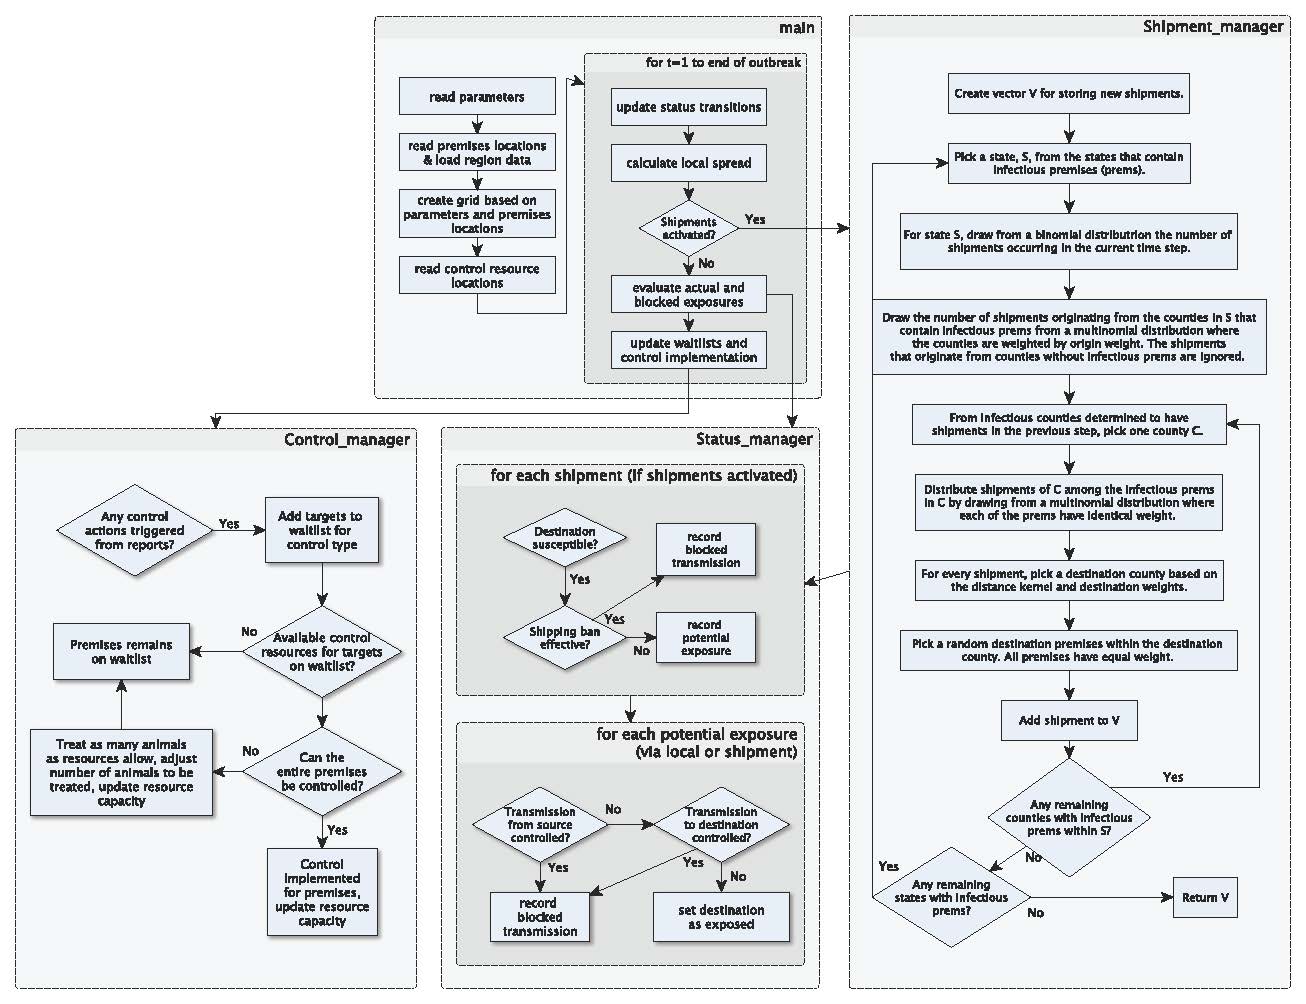 main
read parameters
read premises locations
& load region data
create grid based on
parameters and premises
locations
read control resource
locations
for t=1 to end of outbreak
update status transitions
calculate local spread
Shipments
activated?
Yes
No
evaluate actual and
blocked exposures
update waitlists and
control implementation
Shipment_manager
Create vector V for storing new shipments.
Pick a state, S, from the states that contain
infectious premises (prems).
For state S, draw from a binomial distribution the number of
shipments occurring in the current time step.
Draw the number of shipments originating from the counties in S that
contain infectious prems from a multinomial distribution where
the counties are weighted by origin weight. The shipments
that originate from counties without infectious prems are ignored.
From infectious counties determined to have
shipments in the previous step, pick one county C.
Distribute shipments of C among the infectious prems
in C by drawing from a multinomial distribution where
each of the prems have identical weight.
For every shipment, pick a destination county based on
the distance kernel and destination weights.
Pick a random destination premises within the destination
county. All premises have equal weight.
Add shipment to V
Any remaining
counties with infectious
prems within S?
Yes
No
Any remaining
states with infectious
prems?
Yes
No
Return V
Control_manager
Any control
actions triggered
from reports?
Yes
Add targets to
waitlist for
control type
Available control
resources for targets
on waitlist?
No
Premises remains
on waitlist
Can the
entire premises
be controlled?
No
Treat as many animals
as resources allow, adjust
number of animals to be
treated, update resource
capacity
Yes
Control
implemented
for premises,
update resource
capacity
Status_manager
for each shipment (if shipments activated)
Destination
susceptible?
Yes
Shipping ban
effective?
Yes
record
blocked
transmission
No
record
potential
exposure
for each potential exposure
(via local or shipment)
Transmission
from source
controlled?
No
Transmission
to destination
controlled?
Yes
Yes
No
record
blocked
transmission
set destination
as exposed